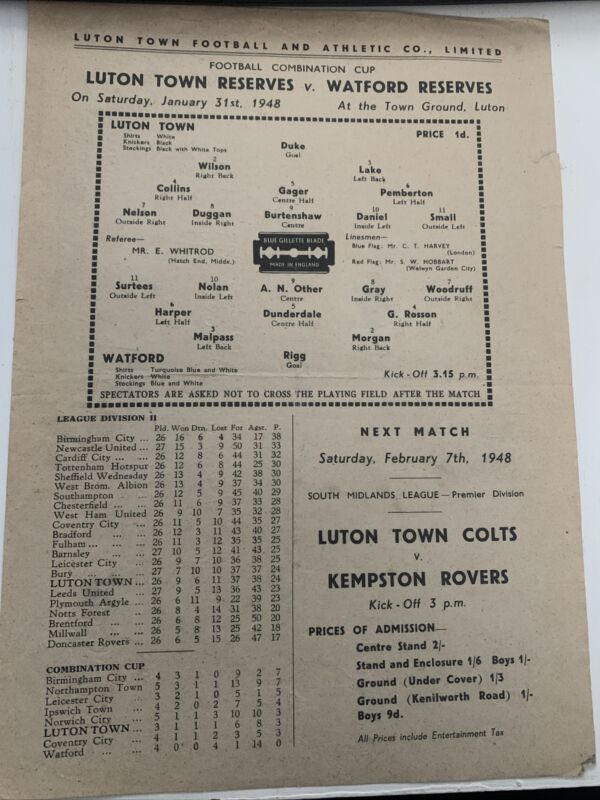 LUTON TOWN FOOTBALL AND ATHLETIC CO., LIMITED
FOOTBALL COMBINATION CUP
LUTON TOWN RESERVES v. WATFORD RESERVES
On Saturday, January 31st, 1948 At the Town Ground, Luton
LUTON TOWN
Shirts White
Knickers Black
Stockings Black with White Tops
PRICE 1d.
Duke
Goal
2 3
Wilson Lake
Right Back Left Back
4 5 6
Collins Gager Pemberton
Right Half Centre Half Left Half
7 8 9 10 11
Nelson Duggan Burtenshaw Daniel Small
Outside Right Inside Right Centre Inside Left Outside Left
Referee—
MR. E. WHITROD
(Hatch End, Middx.)
BLUE GILLETTE BLADE
MADE IN ENGLAND
Linesmen—
Blue Flag: Mr. C. T. HARVEY
(London)
Red Flag: Mr. S. W. HOBBART
(Welwyn Garden City)
11 10 9 8 7
Surtees Nolan A. N. Other Gray Woodruff
Outside Left Inside Left Centre Inside Right Outside Right
6 5 4
Harper Dunderdale G. Rosson
Left Half Centre Half Right Half
3 2
Malpass Morgan
Left Back Right Back
Rigg
Goal
WATFORD
Shirts Turquoise Blue and White
Knickers White
Stockings Blue and White
Kick-Off 3.15 p.m.
SPECTATORS ARE ASKED NOT TO CROSS THE PLAYING FIELD AFTER THE MATCH
LEAGUE DIVISION II
Pld. Won Drn. Lost For Agst. P.
Birmingham City ... 26 16 6 4 34 17 38
Newcastle United ... 27 15 3 9 50 31 33
Cardiff City ... ... 26 12 8 6 44 31 32
Tottenham Hotspur 26 12 6 8 44 25 30
Sheffield Wednesday 26 13 4 9 42 38 30
West Brom. Albion 26 13 4 9 37 34 30
Southampton ... 26 12 5 9 45 40 29
Chesterfield ... ... 26 11 6 9 37 33 28
West Ham United 26 9 10 7 35 32 28
Coventry City ... 26 11 5 10 44 35 27
Bradford ... ... 26 12 3 11 43 40 27
Fulham ... ... ... 26 11 3 12 35 35 25
Barnsley ... ... 27 10 5 12 41 43 25
Leicester City ... 26 9 7 10 36 38 25
Bury ... ... ... 27 7 10 10 37 37 24
LUTON TOWN ... 26 9 6 11 37 38 24
Leeds United ... 27 9 5 13 36 43 23
Plymouth Argyle ... 26 6 11 9 22 39 23
Notts Forest ... 26 8 4 14 31 38 20
Brentford ... ... 26 6 8 12 25 50 20
Millwall ... ... 26 5 8 13 25 42 18
Doncaster Rovers ... 26 6 5 15 26 47 17
COMBINATION CUP
Birmingham City ... 4 3 1 0 9 2 7
Northampton Town 5 3 1 1 13 9 7
Leicester City ... 3 2 1 0 5 1 5
Ipswich Town ... 4 2 0 2 7 5 4
Norwich City ... 5 1 1 3 10 10 3
LUTON TOWN ... 3 1 1 1 6 8 3
Coventry City ... 4 1 1 2 3 5 3
Watford ... ... 4 0 0 4 1 14 0
NEXT MATCH
Saturday, February 7th, 1948
SOUTH MIDLANDS, LEAGUE—Premier Division
LUTON TOWN COLTS
v.
KEMPSTON ROVERS
Kick-Off 3 p.m.
PRICES OF ADMISSION—
Centre Stand 2/-
Stand and Enclosure 1/6 Boys 1/-
Ground (Under Cover) 1/3
Ground (Kenilworth Road) 1/-
Boys 9d.
All Prices include Entertainment Tax